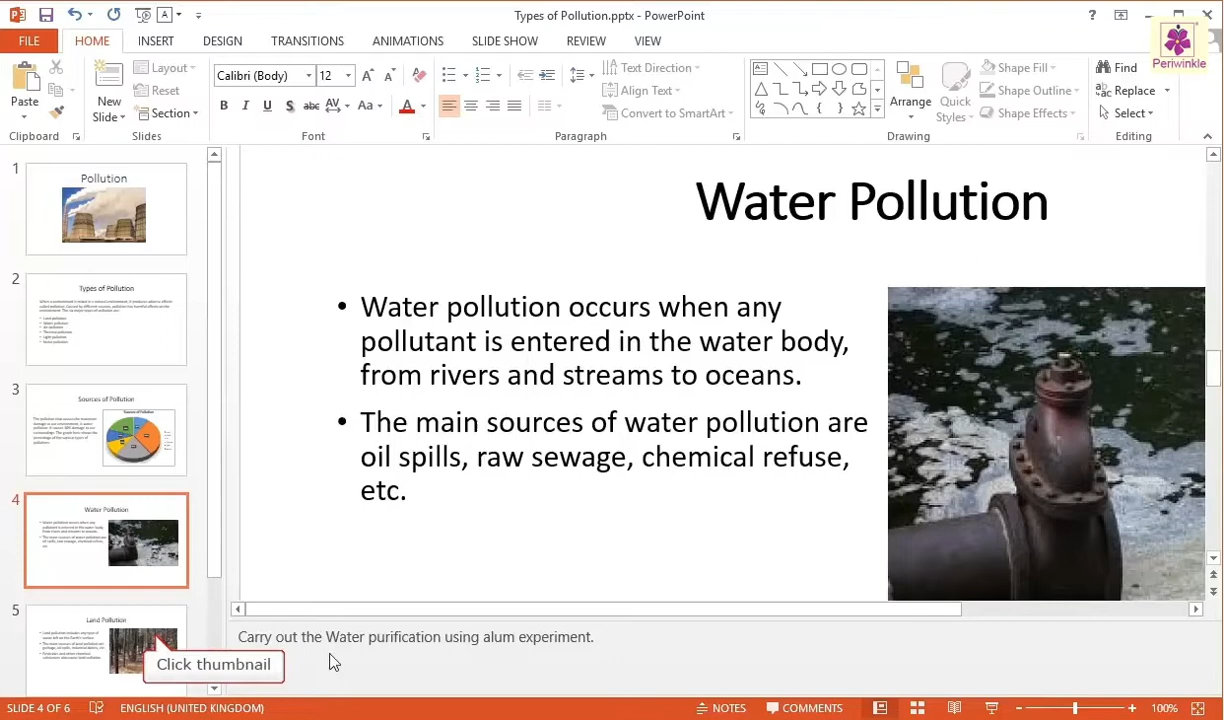 Types of Pollution.pptx - PowerPoint
?
Periwinkle
FILE
HOME
INSERT
DESIGN
TRANSITIONS
ANIMATIONS
SLIDE SHOW
REVIEW
VIEW
Paste
Clipboard
New
Slide
Layout
Reset
Section
Slides
Calibri (Body)
12
B I U S abc AV Aa A
Font
Text Direction
Align Text
Convert to SmartArt
Paragraph
Arrange
Quick
Styles
Shape Fill
Shape Outline
Shape Effects
Drawing
Find
Replace
Select
Editing
1
Pollution
2
Types of Pollution
3
Sources of Pollution
4
Water Pollution
5
Land Pollution
Click thumbnail
Water Pollution
• Water pollution occurs when any
pollutant is entered in the water body,
from rivers and streams to oceans.
• The main sources of water pollution are
oil spills, raw sewage, chemical refuse,
etc.
Carry out the Water purification using alum experiment.
SLIDE 4 OF 6
ENGLISH (UNITED KINGDOM)
NOTES
COMMENTS
100%